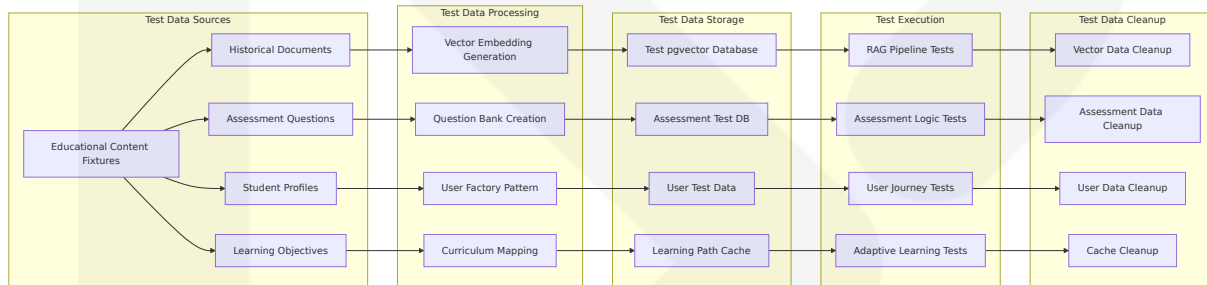 Test Data Sources
Test Data Processing
Test Data Storage
Test Execution
Test Data Cleanup
Historical Documents
Vector Embedding
Generation
Test pgvector Database
RAG Pipeline Tests
Vector Data Cleanup
Assessment Questions
Question Bank Creation
Assessment Test DB
Assessment Logic Tests
Assessment Data
Cleanup
Educational Content
Fixtures
Student Profiles
User Factory Pattern
User Test Data
User Journey Tests
User Data Cleanup
Learning Objectives
Curriculum Mapping
Learning Path Cache
Adaptive Learning Tests
Cache Cleanup